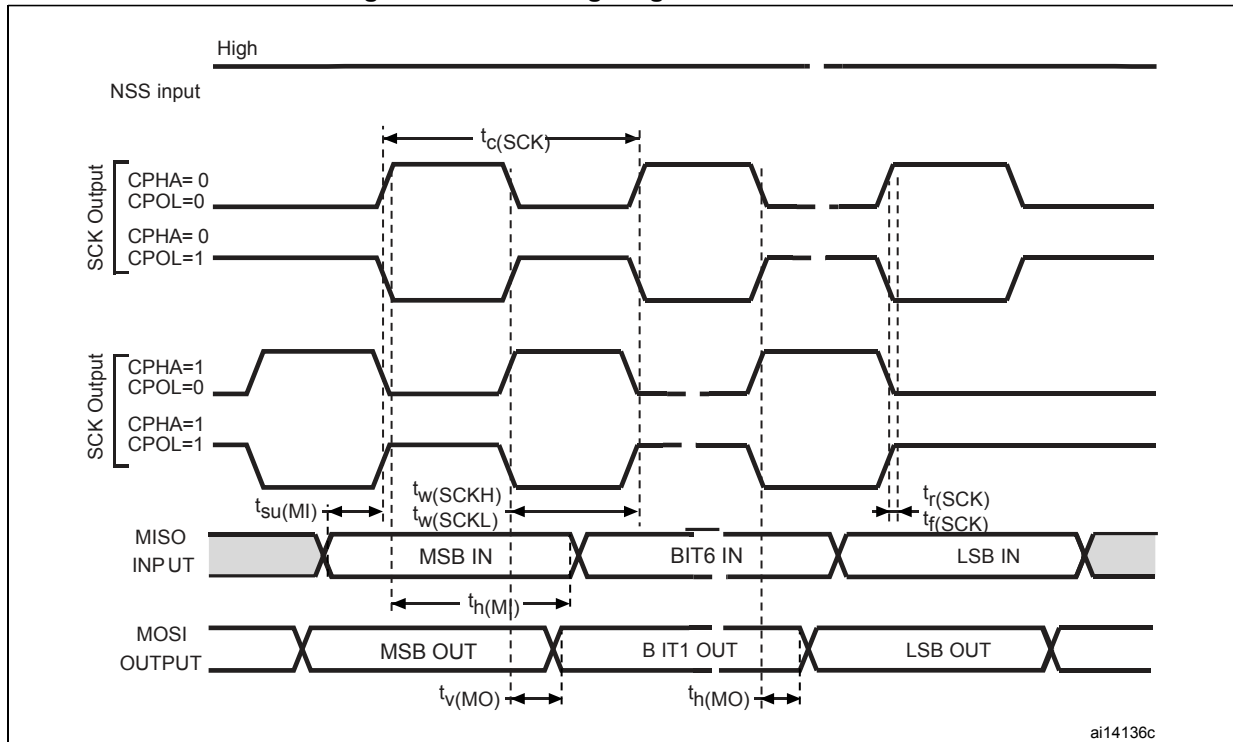 High
NSS input
tc(SCK)
SCK Output
CPHA= 0
CPOL=0
CPHA= 0
CPOL=1
SCK Output
CPHA=1
CPOL=0
CPHA=1
CPOL=1
tsu(MI)
tw(SCKH)
tw(SCKL)
tr(SCK)
tf(SCK)
MISO
INPUT
MSB IN
BIT6 IN
LSB IN
th(MI)
MOSI
OUTPUT
MSB OUT
B IT1 OUT
LSB OUT
tv(MO)
th(MO)
ai14136c